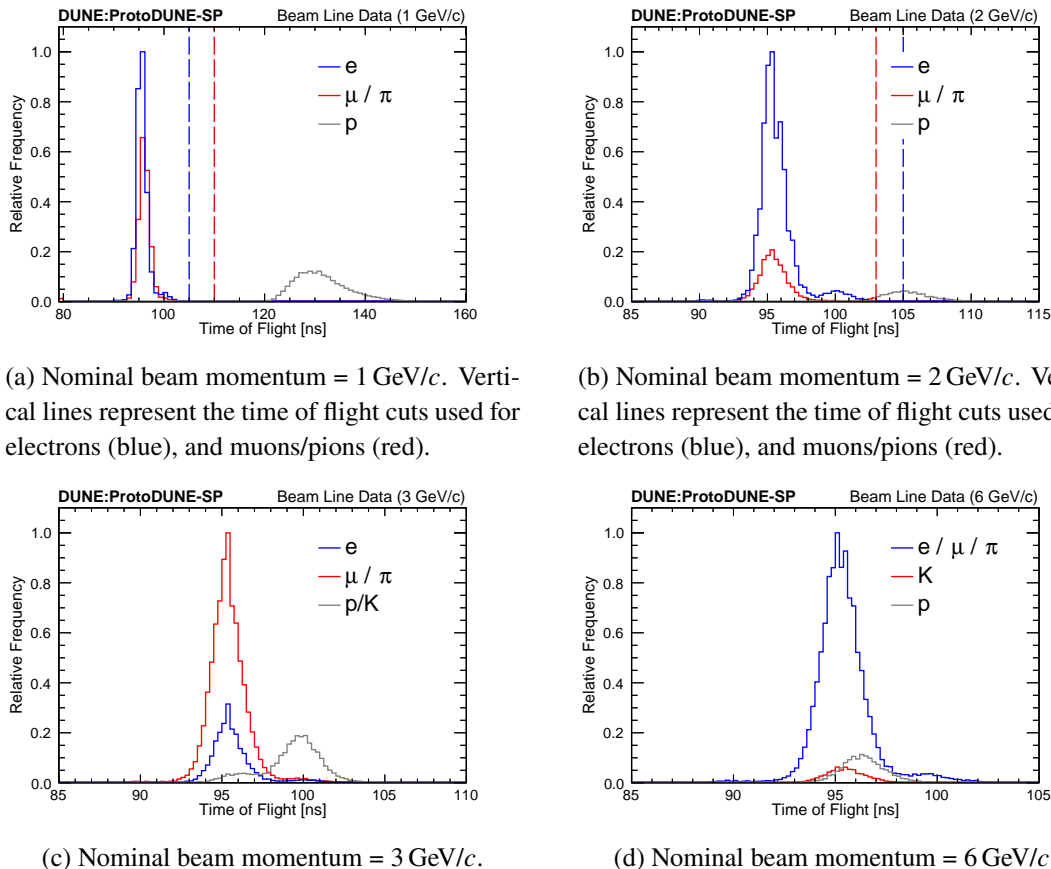 DUNE:ProtoDUNE-SP Beam Line Data (1 GeV/c)
Relative Frequency
1.0
0.8
0.6
0.4
0.2
0.0
e
μ / π
p
80 100 120 140 160
Time of Flight [ns]
(a) Nominal beam momentum = 1 GeV/c. Verti-
cal lines represent the time of flight cuts used for
electrons (blue), and muons/pions (red).
DUNE:ProtoDUNE-SP Beam Line Data (2 GeV/c)
Relative Frequency
1.0
0.8
0.6
0.4
0.2
0.0
e
μ / π
p
85 90 95 100 105 110 115
Time of Flight [ns]
(b) Nominal beam momentum = 2 GeV/c. Ve
cal lines represent the time of flight cuts used
electrons (blue), and muons/pions (red).
DUNE:ProtoDUNE-SP Beam Line Data (3 GeV/c)
Relative Frequency
1.0
0.8
0.6
0.4
0.2
0.0
e
μ / π
p/K
85 90 95 100 105 110
Time of Flight [ns]
(c) Nominal beam momentum = 3 GeV/c.
DUNE:ProtoDUNE-SP Beam Line Data (6 GeV/c)
Relative Frequency
1.0
0.8
0.6
0.4
0.2
0.0
e / μ / π
K
p
85 90 95 100 105
Time of Flight [ns]
(d) Nominal beam momentum = 6 GeV/c